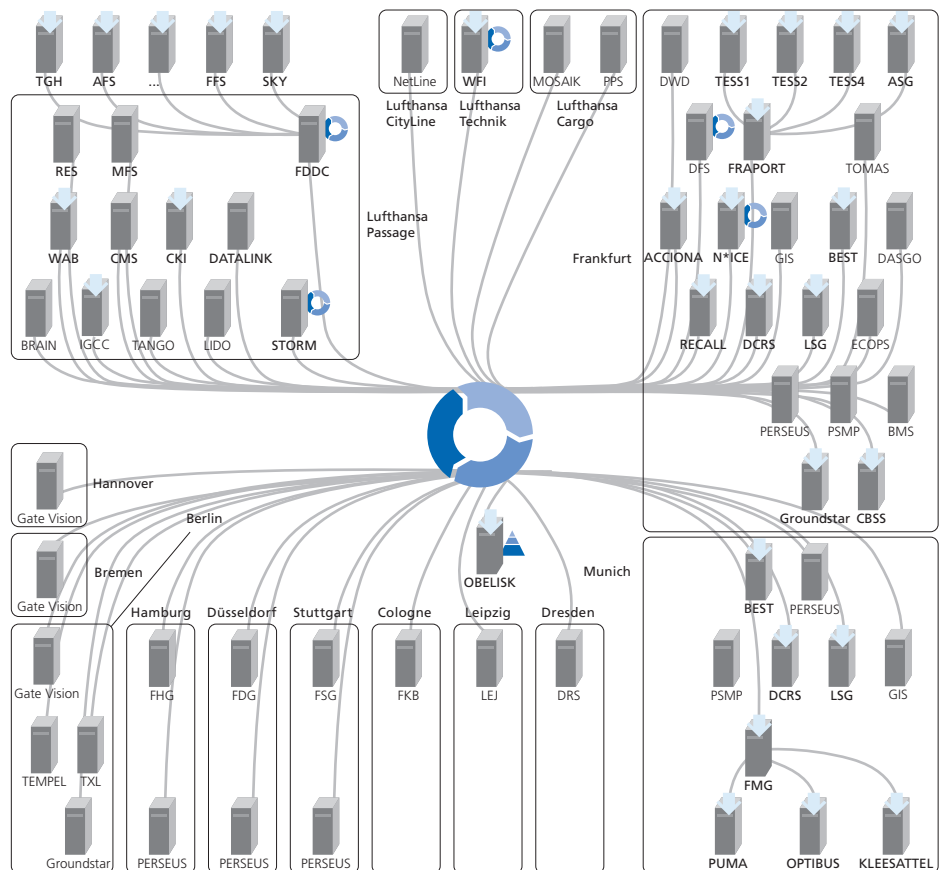 TGH AFS ... FFS SKY
NetLine
WFI
MOSAIK PPS
DWD TESS1 TESS2 TESS4 ASG
Lufthansa
CityLine
Lufthansa
Technik
Lufthansa
Cargo
RES MFS FDDC
DFS FRAPORT TOMAS
Lufthansa
Passage
WAB CMS CKI DATALINK
Frankfurt
ACCIONA N*ICE GIS BEST DASGO
BRAIN IGCC TANGO LIDO STORM
RECALL DCRS LSG ECOPS
PERSEUS PSMP BMS
Hannover
Gate Vision
Berlin
Groundstar CBSS
Bremen
Gate Vision
OBELISK
Munich
BEST PERSEUS
Hamburg Düsseldorf Stuttgart Cologne Leipzig Dresden
Gate Vision
FHG FDG FSG FKB LEJ DRS
PSMP DCRS LSG GIS
TEMPEL TXL
FMG
Groundstar PERSEUS PERSEUS PERSEUS
PUMA OPTIBUS KLEESATTEL